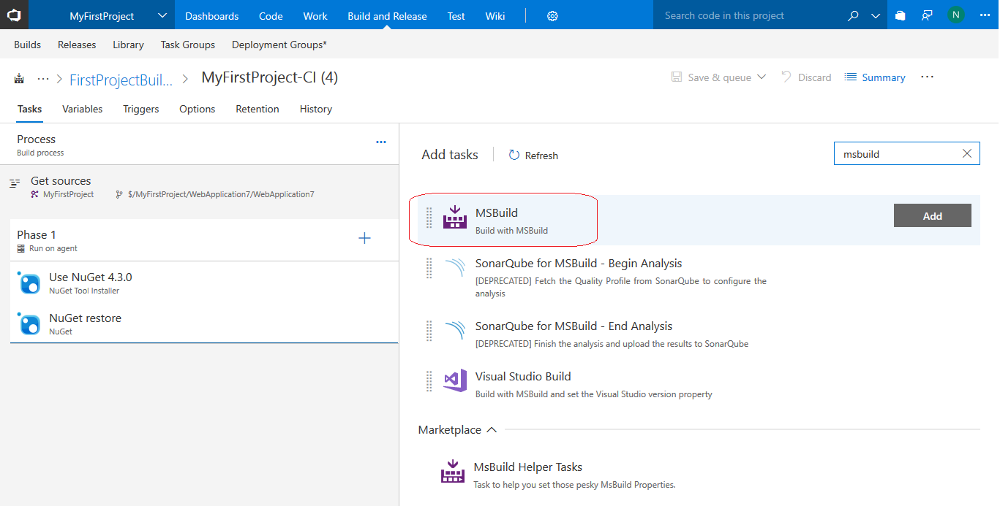 MyFirstProject Dashboards Code Work Build and Release Test Wiki Search code in this project N
Builds Releases Library Task Groups Deployment Groups*
FirstProjectBuil... MyFirstProject-CI (4) Save & queue Discard Summary
Tasks Variables Triggers Options Retention History
Process
Build process
Get sources
MyFirstProject $/MyFirstProject/WebApplication7/WebApplication7
Phase 1
Run on agent
Use NuGet 4.3.0
NuGet Tool Installer
NuGet restore
NuGet
Add tasks Refresh msbuild
MSBuild
Build with MSBuild
Add
SonarQube for MSBuild - Begin Analysis
[DEPRECATED] Fetch the Quality Profile from SonarQube to configure the
analysis
SonarQube for MSBuild - End Analysis
[DEPRECATED] Finish the analysis and upload the results to SonarQube
Visual Studio Build
Build with MSBuild and set the Visual Studio version property
Marketplace
MsBuild Helper Tasks
Task to help you set those pesky MsBuild Properties.